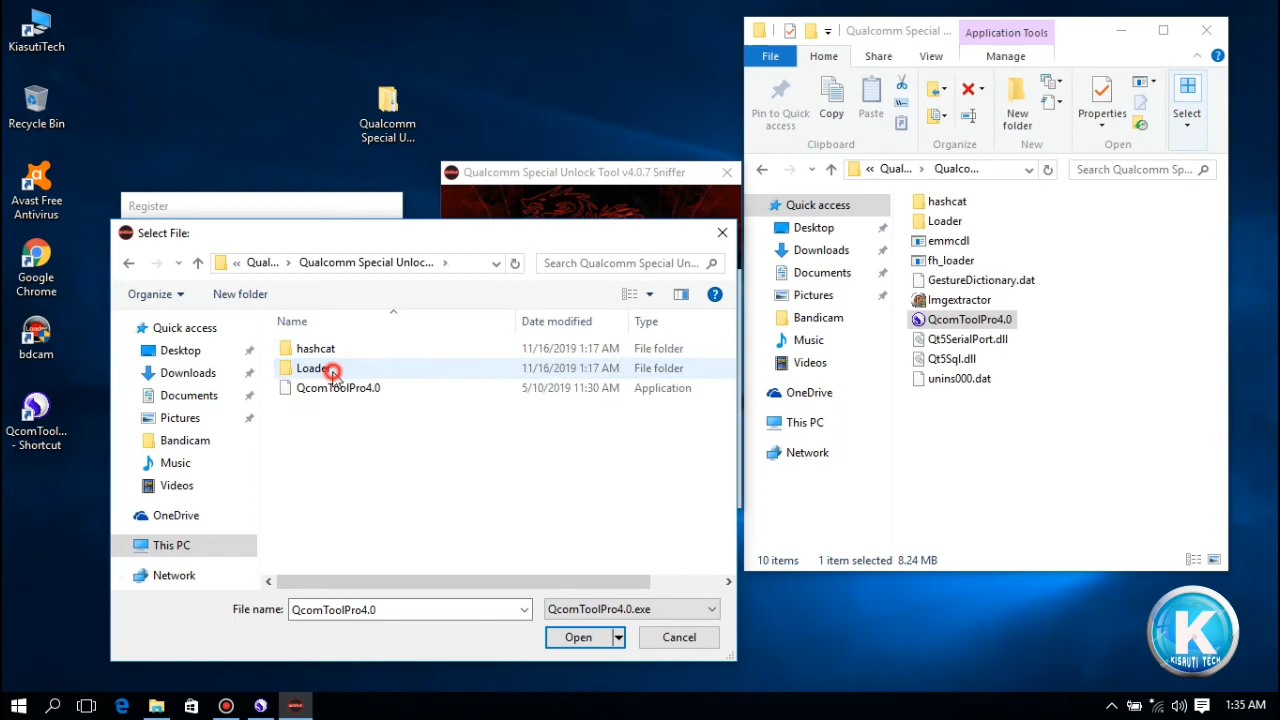 KiasutiTech
Recycle Bin
Avast Free
Antivirus
Google
Chrome
bdcam
QcomTool...
- Shortcut
Qualcomm
Special U...
Register
Qualcomm Special Unlock Tool v4.0.7 Sniffer
Select File:
Qual...
Qualcomm Special Unloc...
Search Qualcomm Special Un...
Organize
New folder
Name
Date modified
Type
Quick access
Desktop
Downloads
Documents
Pictures
Bandicam
Music
Videos
OneDrive
This PC
Network
hashcat
11/16/2019 1:17 AM
File folder
Loader
11/16/2019 1:17 AM
File folder
QcomToolPro4.0
5/10/2019 11:30 AM
Application
File name:
QcomToolPro4.0
QcomToolPro4.0.exe
Open
Cancel
Qualcomm Special ...
Application Tools
File
Home
Share
View
Manage
Pin to Quick
access
Copy
Paste
New
folder
Properties
Select
Clipboard
Organize
New
Open
« Qual...
Qualco...
Search Qualcomm Sp...
Quick access
Desktop
Downloads
Documents
Pictures
Bandicam
Music
Videos
OneDrive
This PC
Network
hashcat
Loader
emmcdl
fh_loader
GestureDictionary.dat
Imgextractor
QcomToolPro4.0
Qt5SerialPort.dll
Qt5Sql.dll
unins000.dat
10 items
1 item selected 8.24 MB
K
KISAUTI TECH
1:35 AM